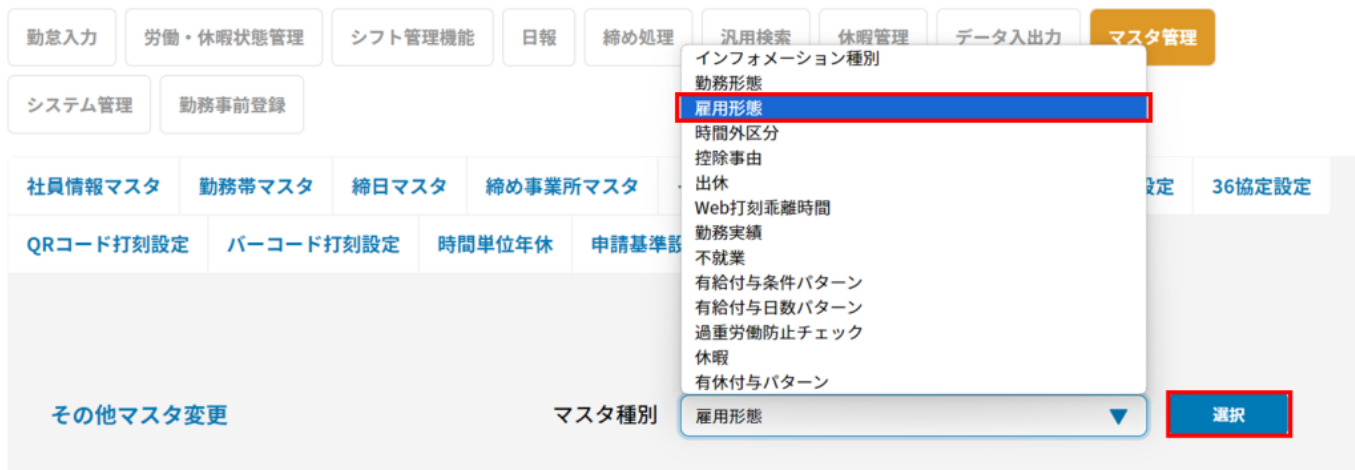 勤怠入力 労働・休暇状態管理 シフト管理機能 日報 締め処理 汎用検索 休暇管理 データ入出力 マスタ管理
システム管理 勤務事前登録
社員情報マスタ 勤務帯マスタ 締日マスタ 締め事業所マスタ 設定 36協定設定
QRコード打刻設定 バーコード打刻設定 時間単位年休 申請基準設
インフォメーション種別
勤務形態
雇用形態
時間外区分
控除事由
出休
Web打刻乖離時間
勤務実績
不就業
有給付与条件パターン
有給付与日数パターン
過重労働防止チェック
休暇
有休付与パターン
その他マスタ変更 マスタ種別 雇用形態 ▼ 選択